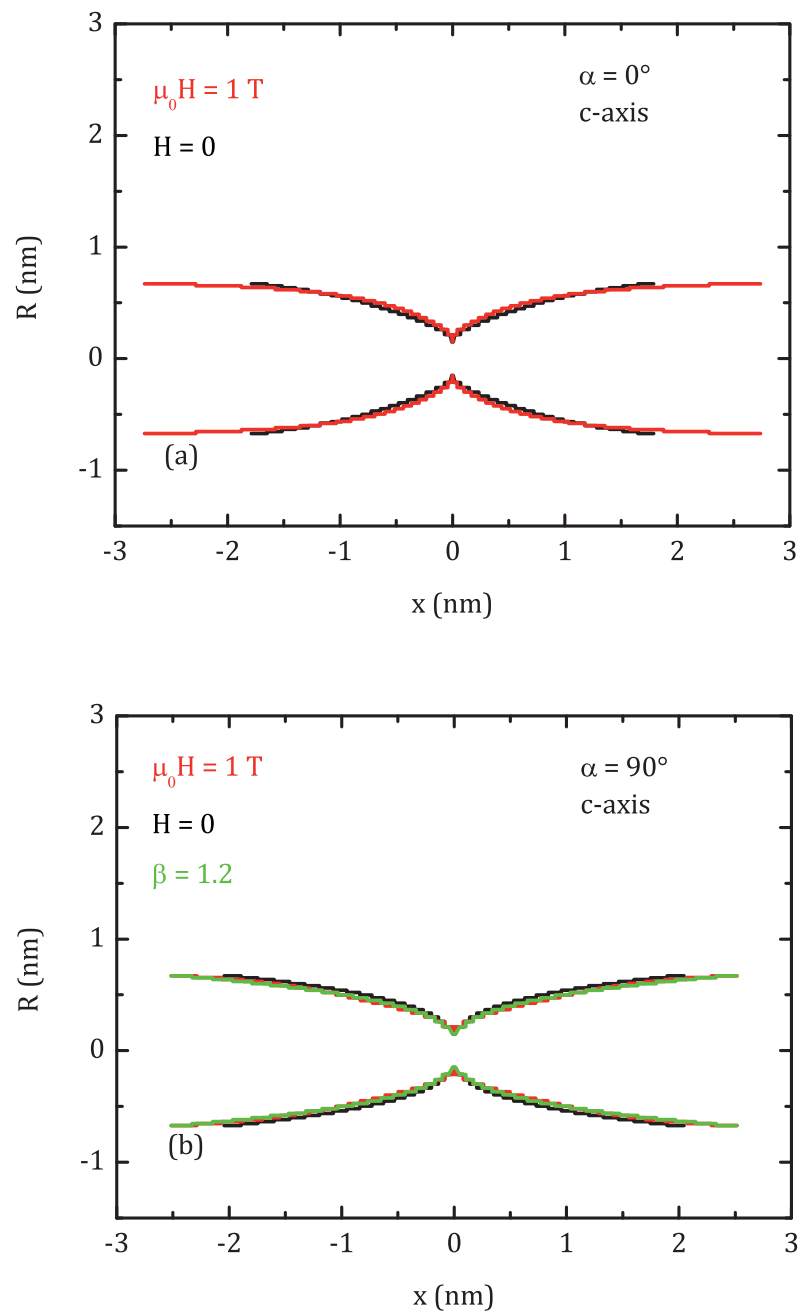 3
μ₀H = 1 T
α = 0°
c-axis
H = 0
2
1
R (nm)
0
-1
(a)
-3 -2 -1 0 1 2 3
x (nm)
3
μ₀H = 1 T
α = 90°
c-axis
H = 0
2
β = 1.2
1
R (nm)
0
-1
(b)
-3 -2 -1 0 1 2 3
x (nm)